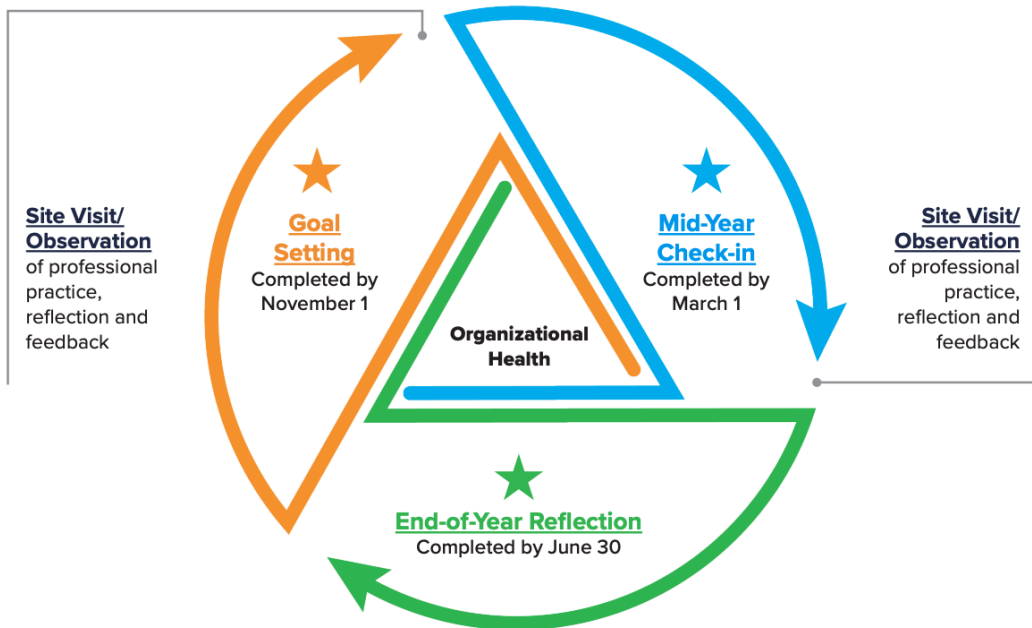 Site Visit/
Observation
of professional
practice,
reflection and
feedback
Goal
Setting
Completed by
November 1
Organizational
Health
Mid-Year
Check-in
Completed by
March 1
Site Visit/
Observation
of professional
practice,
reflection and
feedback
End-of-Year Reflection
Completed by June 30